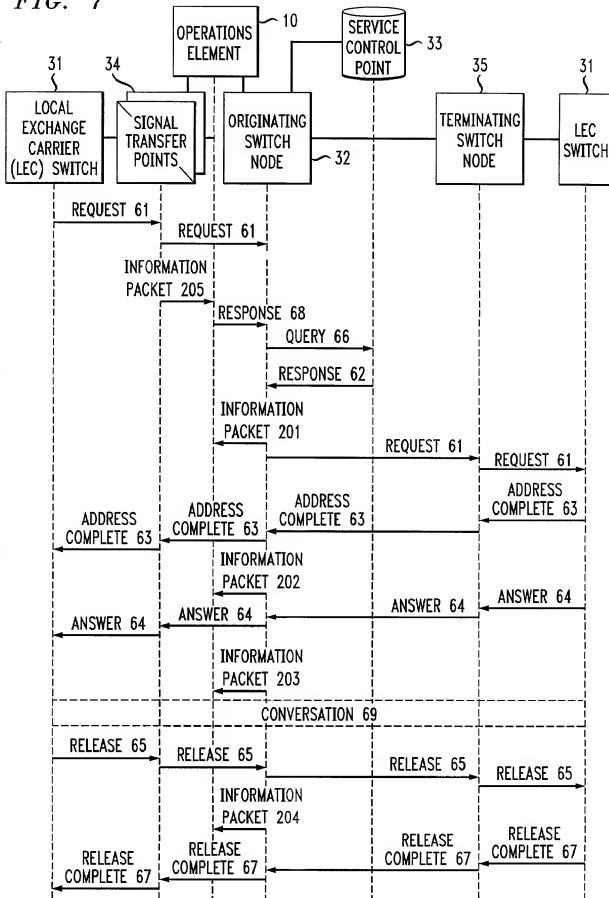 FIG. 7
10
OPERATIONS
ELEMENT
SERVICE
CONTROL
POINT
33
31
34
35
31
LOCAL
EXCHANGE
CARRIER
(LEC) SWITCH
SIGNAL
TRANSFER
POINTS
ORIGINATING
SWITCH
NODE
32
TERMINATING
SWITCH
NODE
LEC
SWITCH
REQUEST 61
REQUEST 61
INFORMATION
PACKET 205
RESPONSE 68
QUERY 66
RESPONSE 62
INFORMATION
PACKET 201
REQUEST 61
REQUEST 61
ADDRESS
COMPLETE 63
ADDRESS
COMPLETE 63
ADDRESS
COMPLETE 63
ADDRESS
COMPLETE 63
INFORMATION
PACKET 202
ANSWER 64
ANSWER 64
ANSWER 64
ANSWER 64
INFORMATION
PACKET 203
CONVERSATION 69
RELEASE 65
RELEASE 65
RELEASE 65
RELEASE 65
INFORMATION
PACKET 204
RELEASE
COMPLETE 67
RELEASE
COMPLETE 67
RELEASE
COMPLETE 67
RELEASE
COMPLETE 67